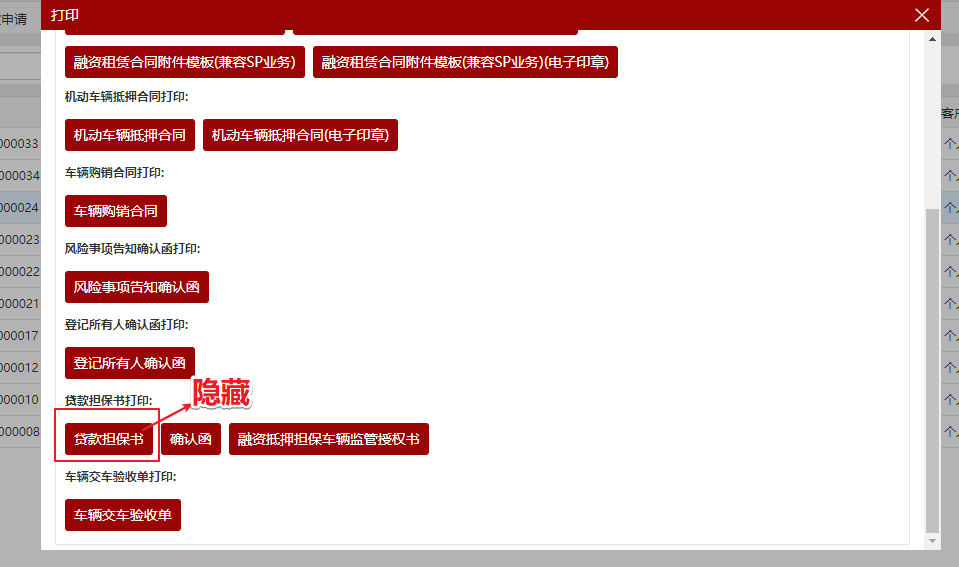 打印
申请
融资租赁合同附件模板(兼容SP业务) 融资租赁合同附件模板(兼容SP业务)(电子印章)
机动车辆抵押合同打印:
客户
机动车辆抵押合同 机动车辆抵押合同(电子印章)
000033 个人
车辆购销合同打印:
000034 个人
车辆购销合同
000024 个人
000023 个人
风险事项告知确认函打印:
000022 个人
风险事项告知确认函
000021 个人
登记所有人确认函打印:
000017 个人
登记所有人确认函
000012 个人
隐藏
贷款担保书打印:
000010 个人
000008 个人
贷款担保书 确认函 融资抵押担保车辆监管授权书
车辆交车验收单打印:
车辆交车验收单